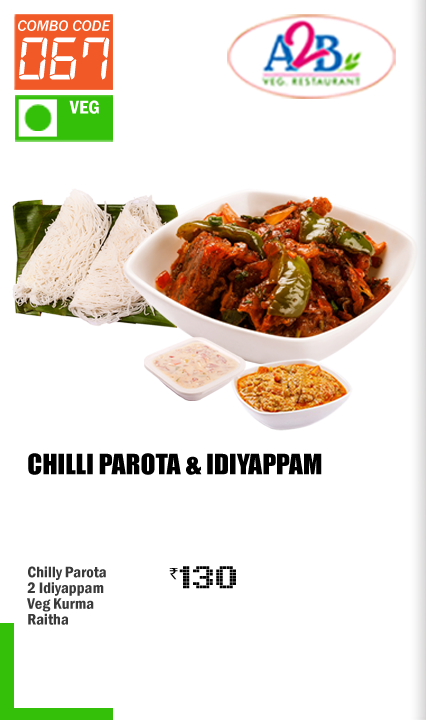 COMBO CODE
067
VEG
A2B
VEG. RESTAURANT
CHILLI PAROTA & IDIYAPPAM
Chilly Parota
2 Idiyappam
Veg Kurma
Raitha
₹130